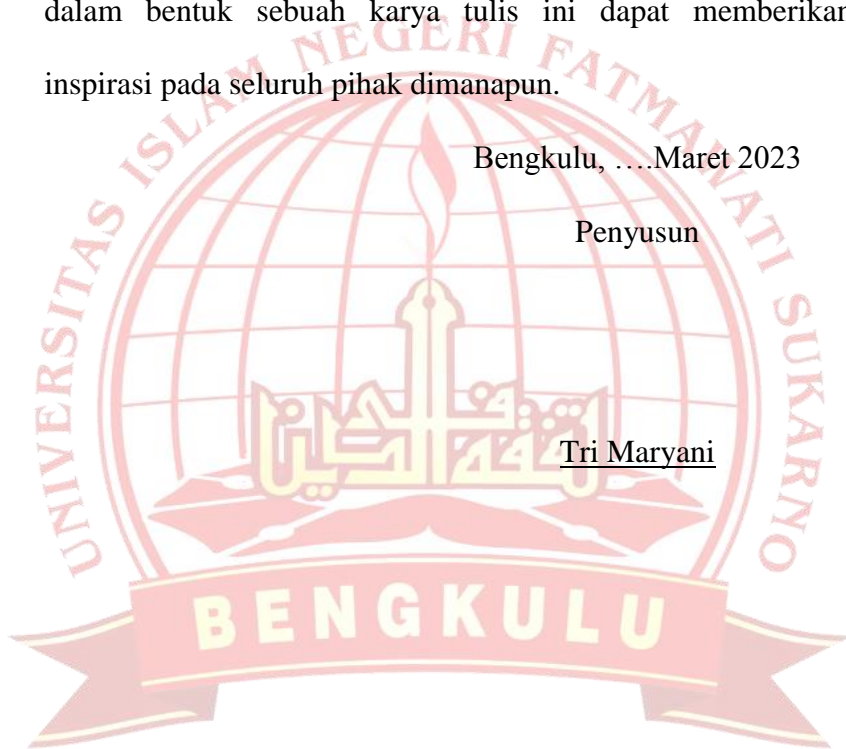 dalam bentuk sebuah karya tulis ini dapat memberikan
inspirasi pada seluruh pihak dimanapun.
Bengkulu, ….Maret 2023
Penyusun
Tri Maryani
UNIVERSITAS ISLAM NEGERI FATMAWATI SUKARNO
BENGKULU